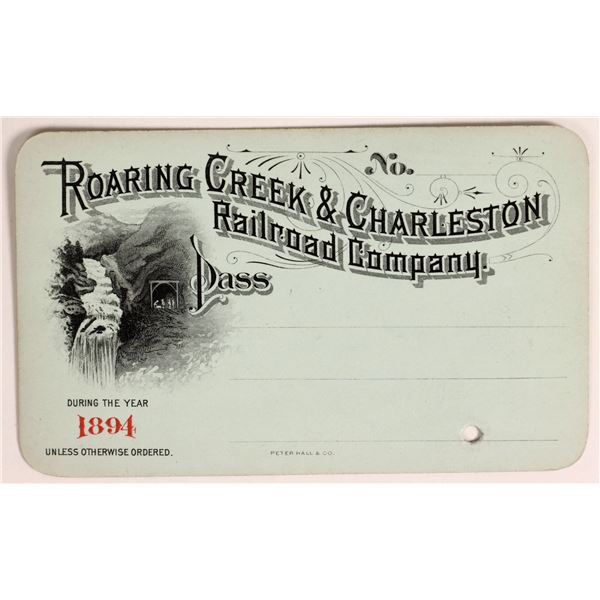 No.
ROARING CREEK & CHARLESTON
Railroad Company.
Pass
DURING THE YEAR
1894
UNLESS OTHERWISE ORDERED.
PETER HALL & CO.